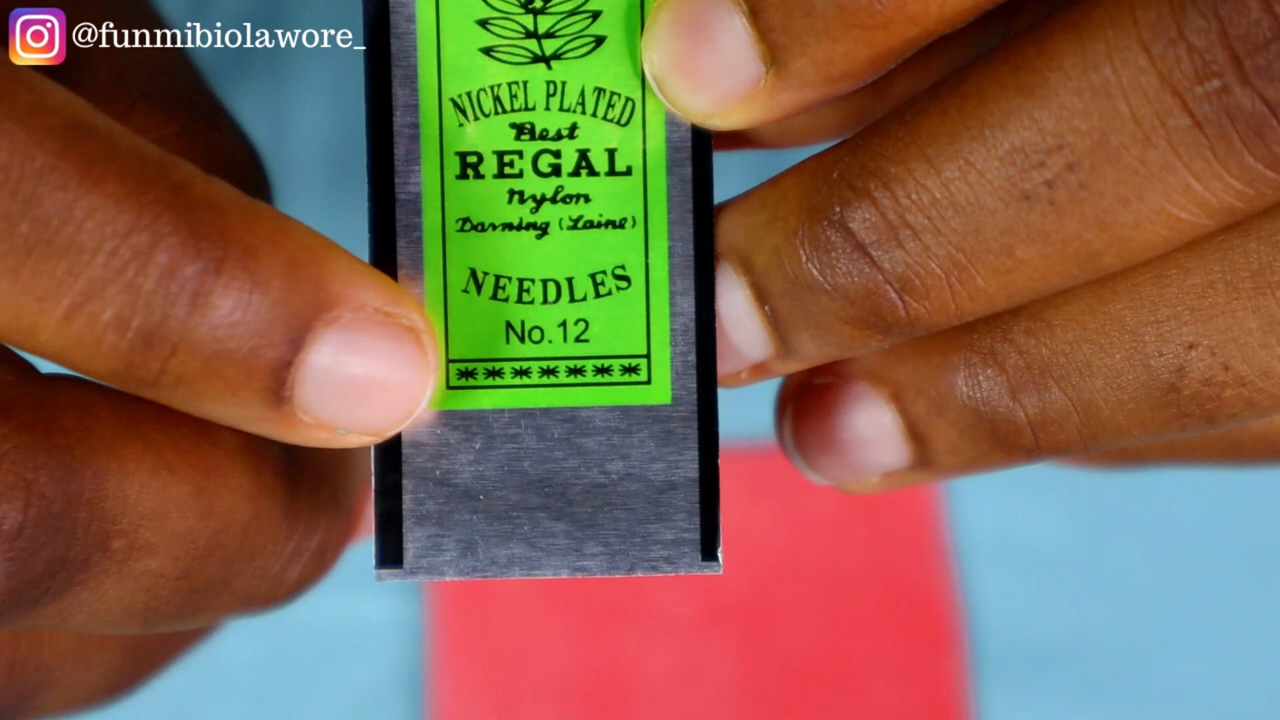 @funmibiolawore_
NICKEL PLATED
Best
REGAL
Nylon
Darning (Laine)
NEEDLES
No.12